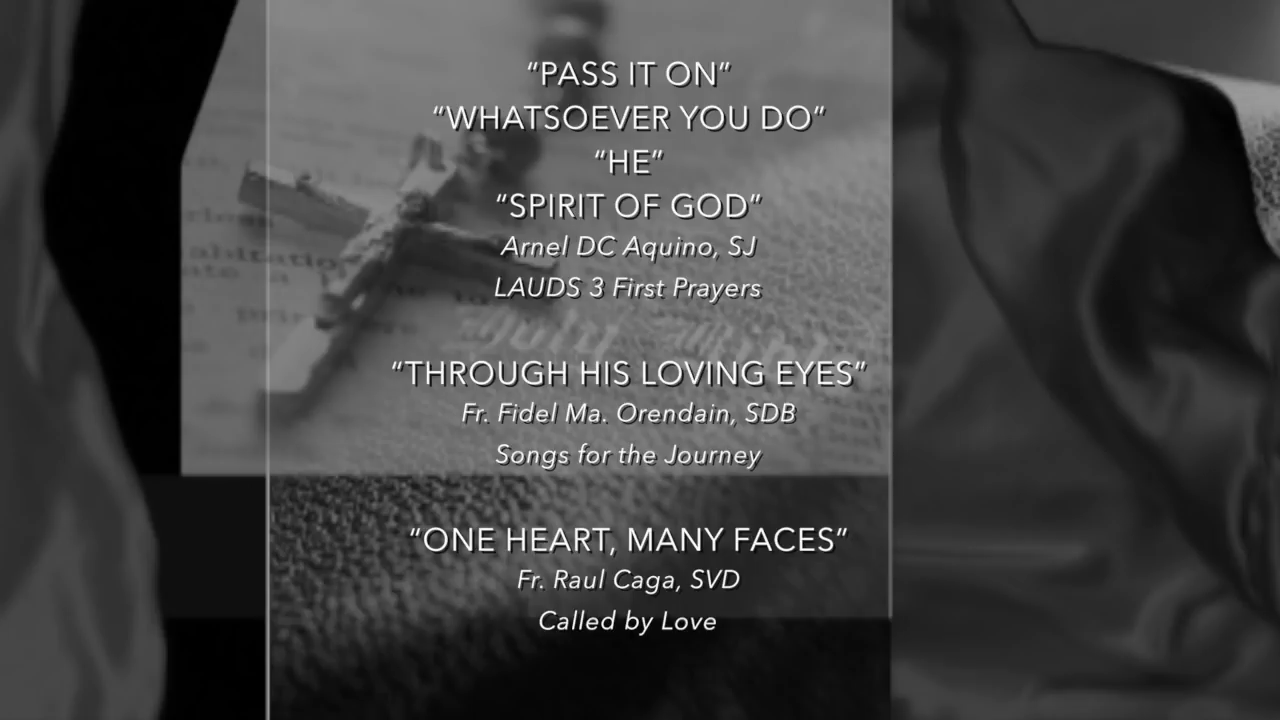 “PASS IT ON”
“WHATSOEVER YOU DO”
“HE”
“SPIRIT OF GOD”
Arnel DC Aquino, SJ
LAUDS 3 First Prayers
“THROUGH HIS LOVING EYES”
Fr. Fidel Ma. Orendain, SDB
Songs for the Journey
“ONE HEART, MANY FACES”
Fr. Raul Caga, SVD
Called by Love